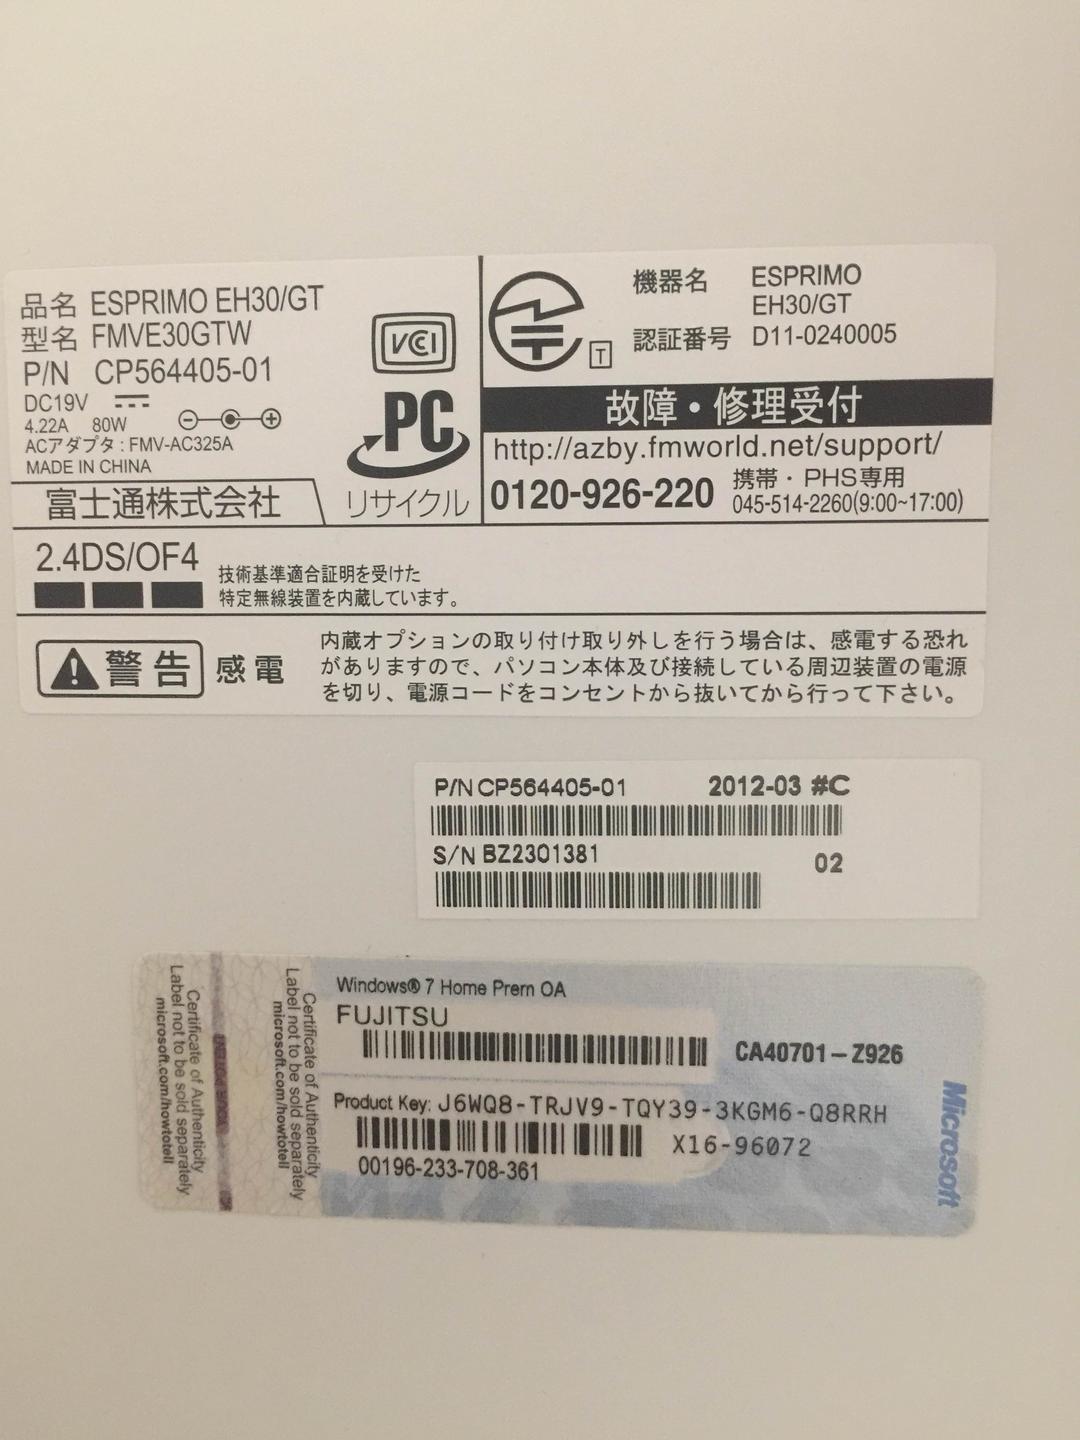 品名 ESPRIMO EH30/GT
型名 FMVE30GTW
P/N CP564405-01
DC19V
4.22A 80W
ACアダプタ : FMV-AC325A
MADE IN CHINA
富士通株式会社
VCI
PC
リサイクル
T
機器名 ESPRIMO
EH30/GT
認証番号 D11-0240005
故障・修理受付
http://azby.fmworld.net/support/
0120-926-220
携帯・PHS専用
045-514-2260(9:00~17:00)
2.4DS/OF4
技術基準適合証明を受けた
特定無線装置を内蔵しています。
警告 感電
内蔵オプションの取り付け取り外しを行う場合は、感電する恐れ
がありますので、パソコン本体及び接続している周辺装置の電源
を切り、電源コードをコンセントから抜いてから行って下さい。
P/N CP564405-01 2012-03 #C
S/N BZ2301381
02
Certificate of Authenticity
Label not to be sold separately
microsoft.com/howtotell
Certificate of Authenticity
Label not to be sold separately
microsoft.com/howtotell
Windows® 7 Home Prem OA
FUJITSU
CA40701-Z926
Product Key: J6WQ8-TRJV9-TQY39-3KGM6-Q8RRH
X16-96072
00196-233-708-361
Microsoft